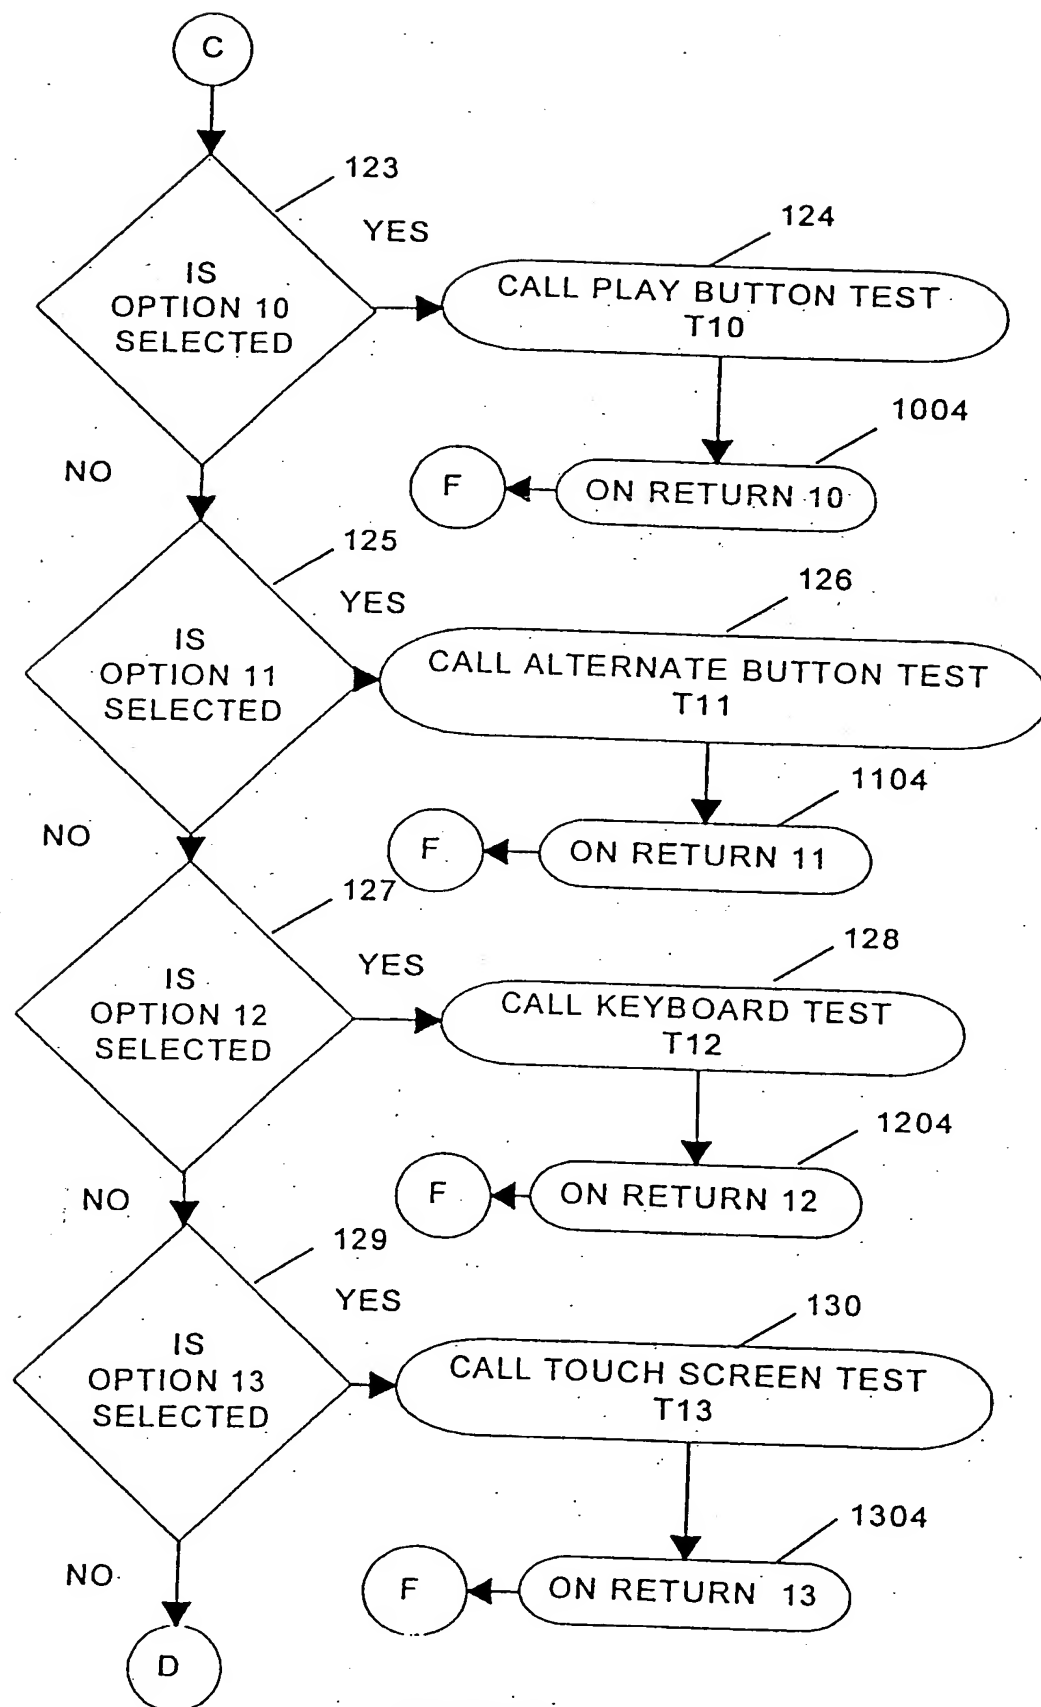 C
123
YES
124
IS
OPTION 10
SELECTED
CALL PLAY BUTTON TEST
T10
1004
NO
F
ON RETURN 10
125
YES
126
IS
OPTION 11
SELECTED
CALL ALTERNATE BUTTON TEST
T11
1104
NO
F
ON RETURN 11
127
YES
128
IS
OPTION 12
SELECTED
CALL KEYBOARD TEST
T12
1204
NO
F
ON RETURN 12
129
YES
130
IS
OPTION 13
SELECTED
CALL TOUCH SCREEN TEST
T13
1304
NO
F
ON RETURN 13
D